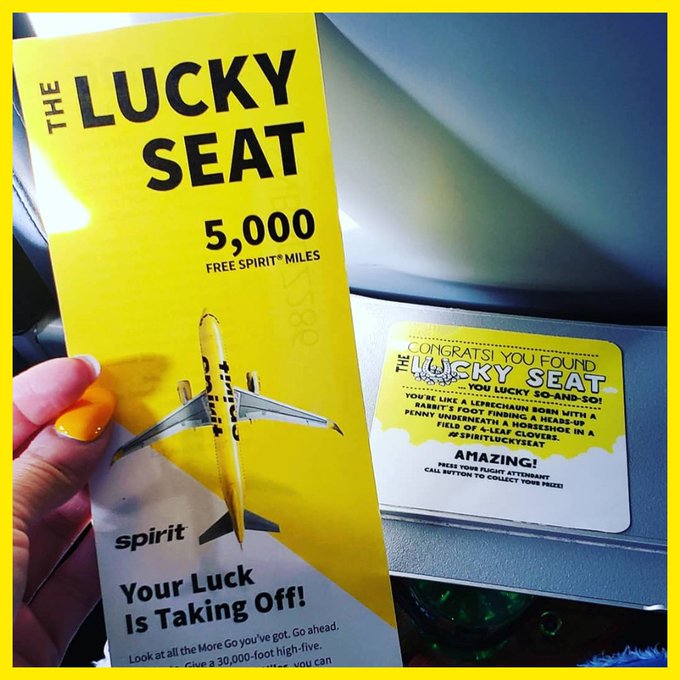 THE LUCKY
SEAT
5,000
FREE SPIRIT® MILES
spirit
spirit
spirit
Your Luck
Is Taking Off!
Look at all the More Go you've got. Go ahead.
Give a 30,000-foot high-five.
you can
CONGRATS! YOU FOUND
THE LUCKY SEAT
YOU LUCKY SO-AND-SO!
YOU'RE LIKE A LEPRECHAUN BORN WITH A
RABBIT'S FOOT FINDING A HEADS-UP
PENNY UNDERNEATH A HORSESHOE IN A
FIELD OF 4-LEAF CLOVERS.
#SPIRITLUCKYSEAT
AMAZING!
PRESS YOUR FLIGHT ATTENDANT
CALL BUTTON TO COLLECT YOUR PRIZE!